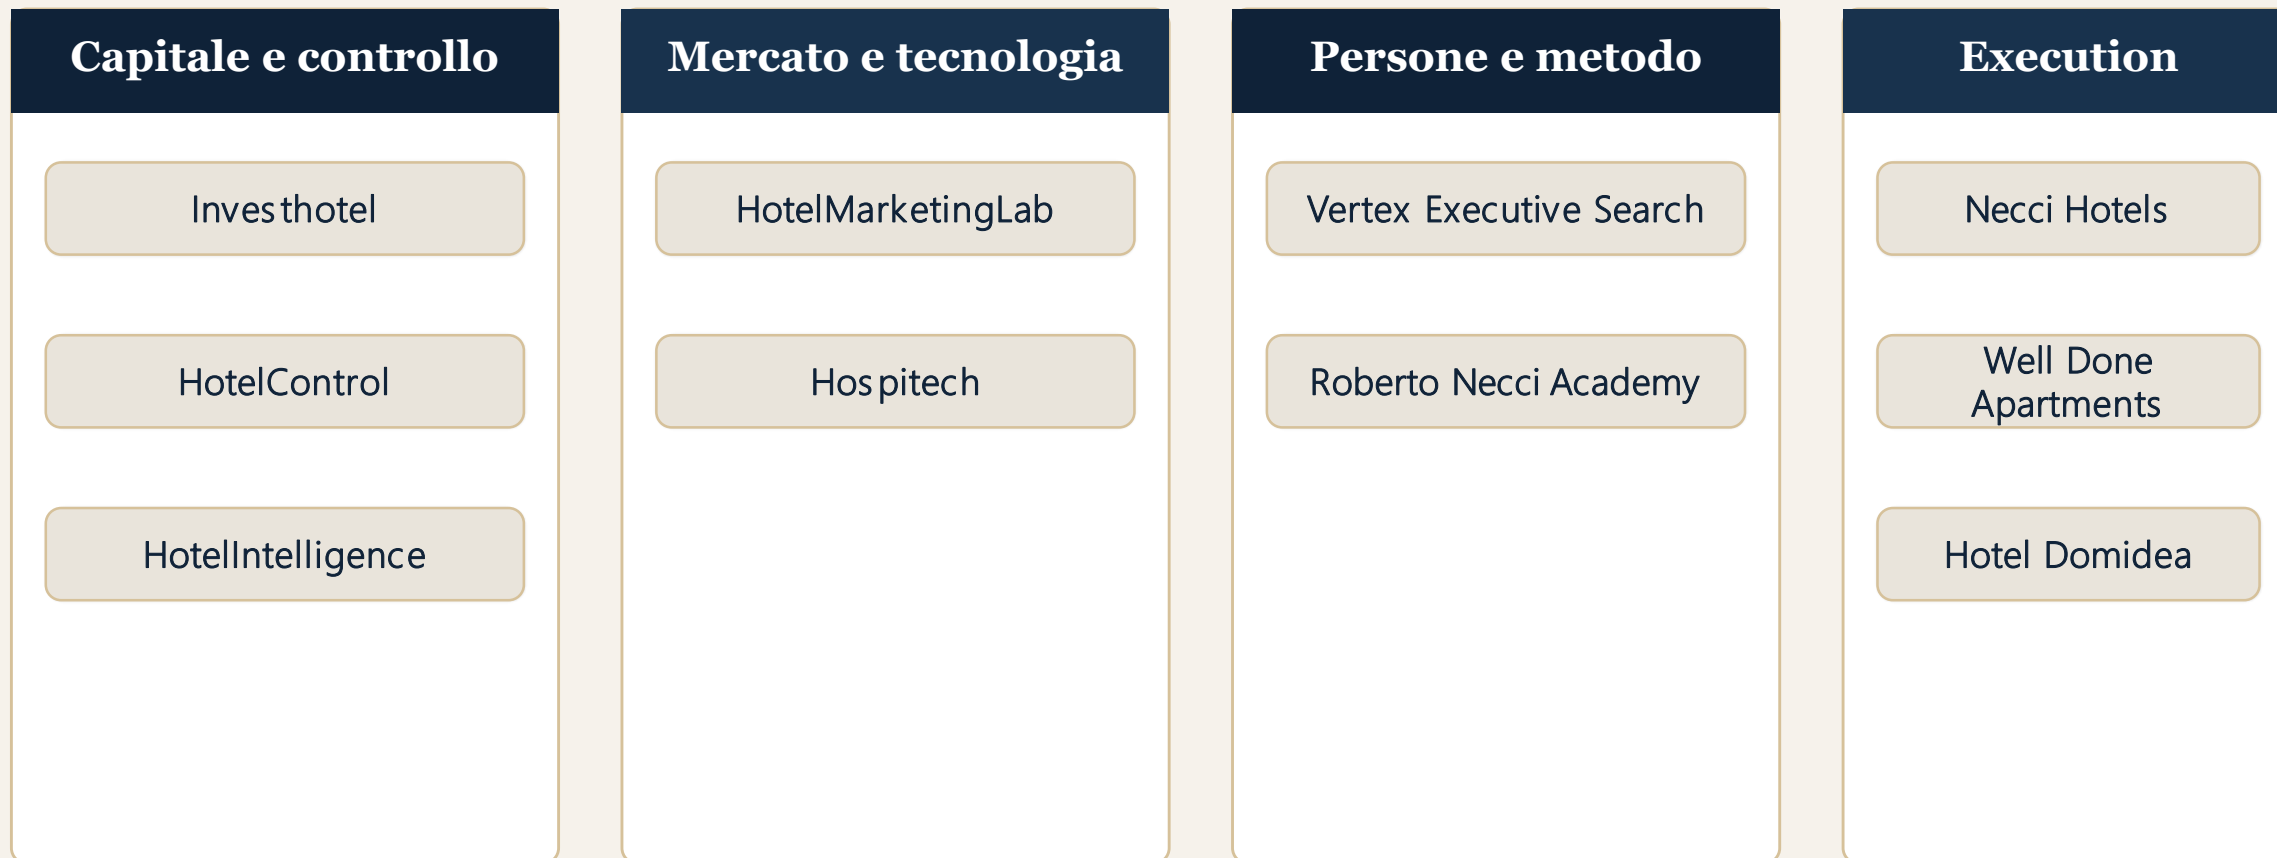 Capitale e controllo
Investhotel
HotelControl
HotelIntelligence
Mercato e tecnologia
HotelMarketingLab
Hospitech
Persone e metodo
Vertex Executive Search
Roberto Necci Academy
Execution
Necci Hotels
Well Done
Apartments
Hotel Domidea